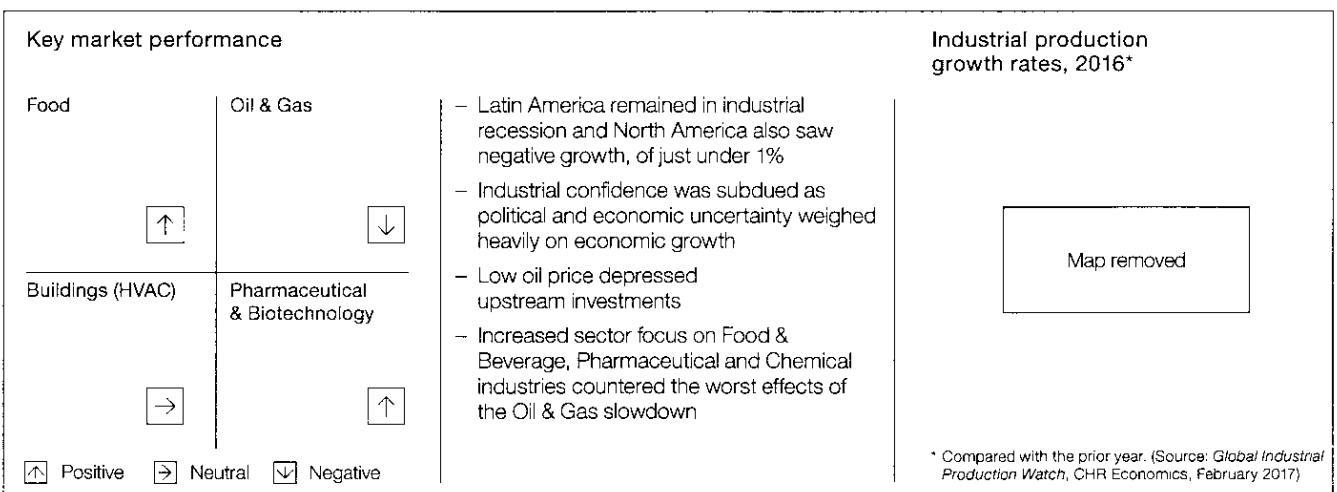 Key market performance
Food
Oil & Gas
↑
↓
Buildings (HVAC)
Pharmaceutical
& Biotechnology
→
↑
↑ Positive → Neutral ↓ Negative
– Latin America remained in industrial
recession and North America also saw
negative growth, of just under 1%
– Industrial confidence was subdued as
political and economic uncertainty weighed
heavily on economic growth
– Low oil price depressed
upstream investments
– Increased sector focus on Food &
Beverage, Pharmaceutical and Chemical
industries countered the worst effects of
the Oil & Gas slowdown
Industrial production
growth rates, 2016*
Map removed
* Compared with the prior year. (Source: Global Industrial
Production Watch, CHR Economics, February 2017)